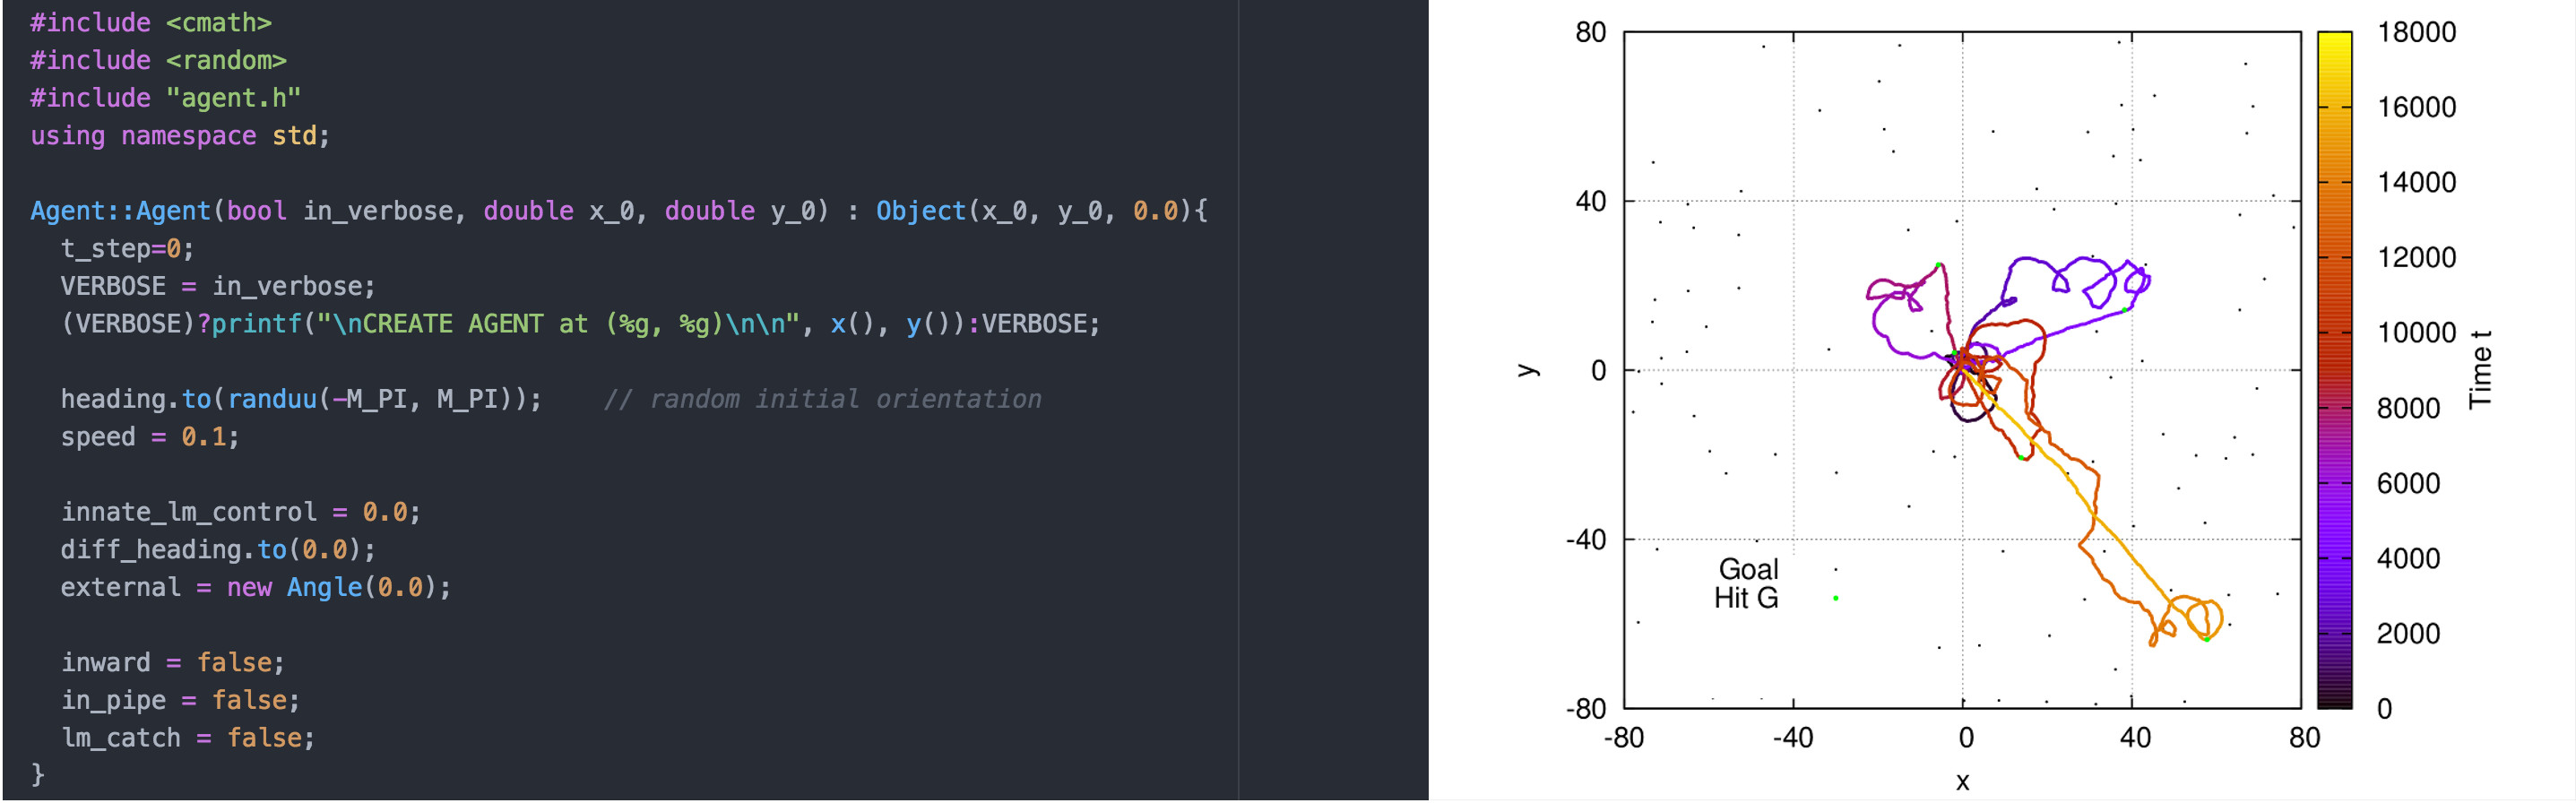 #include <cmath>
#include <random>
#include "agent.h"
using namespace std;
Agent::Agent(bool in_verbose, double x_0, double y_0) : Object(x_0, y_0, 0.0){
t_step=0;
VERBOSE = in_verbose;
(VERBOSE)?printf("\nCREATE AGENT at (%g, %g)\n\n", x(), y()):VERBOSE;
heading.to(randuu(-M_PI, M_PI)); // random initial orientation
speed = 0.1;
innate_lm_control = 0.0;
diff_heading.to(0.0);
external = new Angle(0.0);
inward = false;
in_pipe = false;
lm_catch = false;
}
80
40
0
-40
-80
y
-80
-40
0
40
80
x
Goal
Hit G
18000
16000
14000
12000
10000
8000
6000
4000
2000
0
Time t